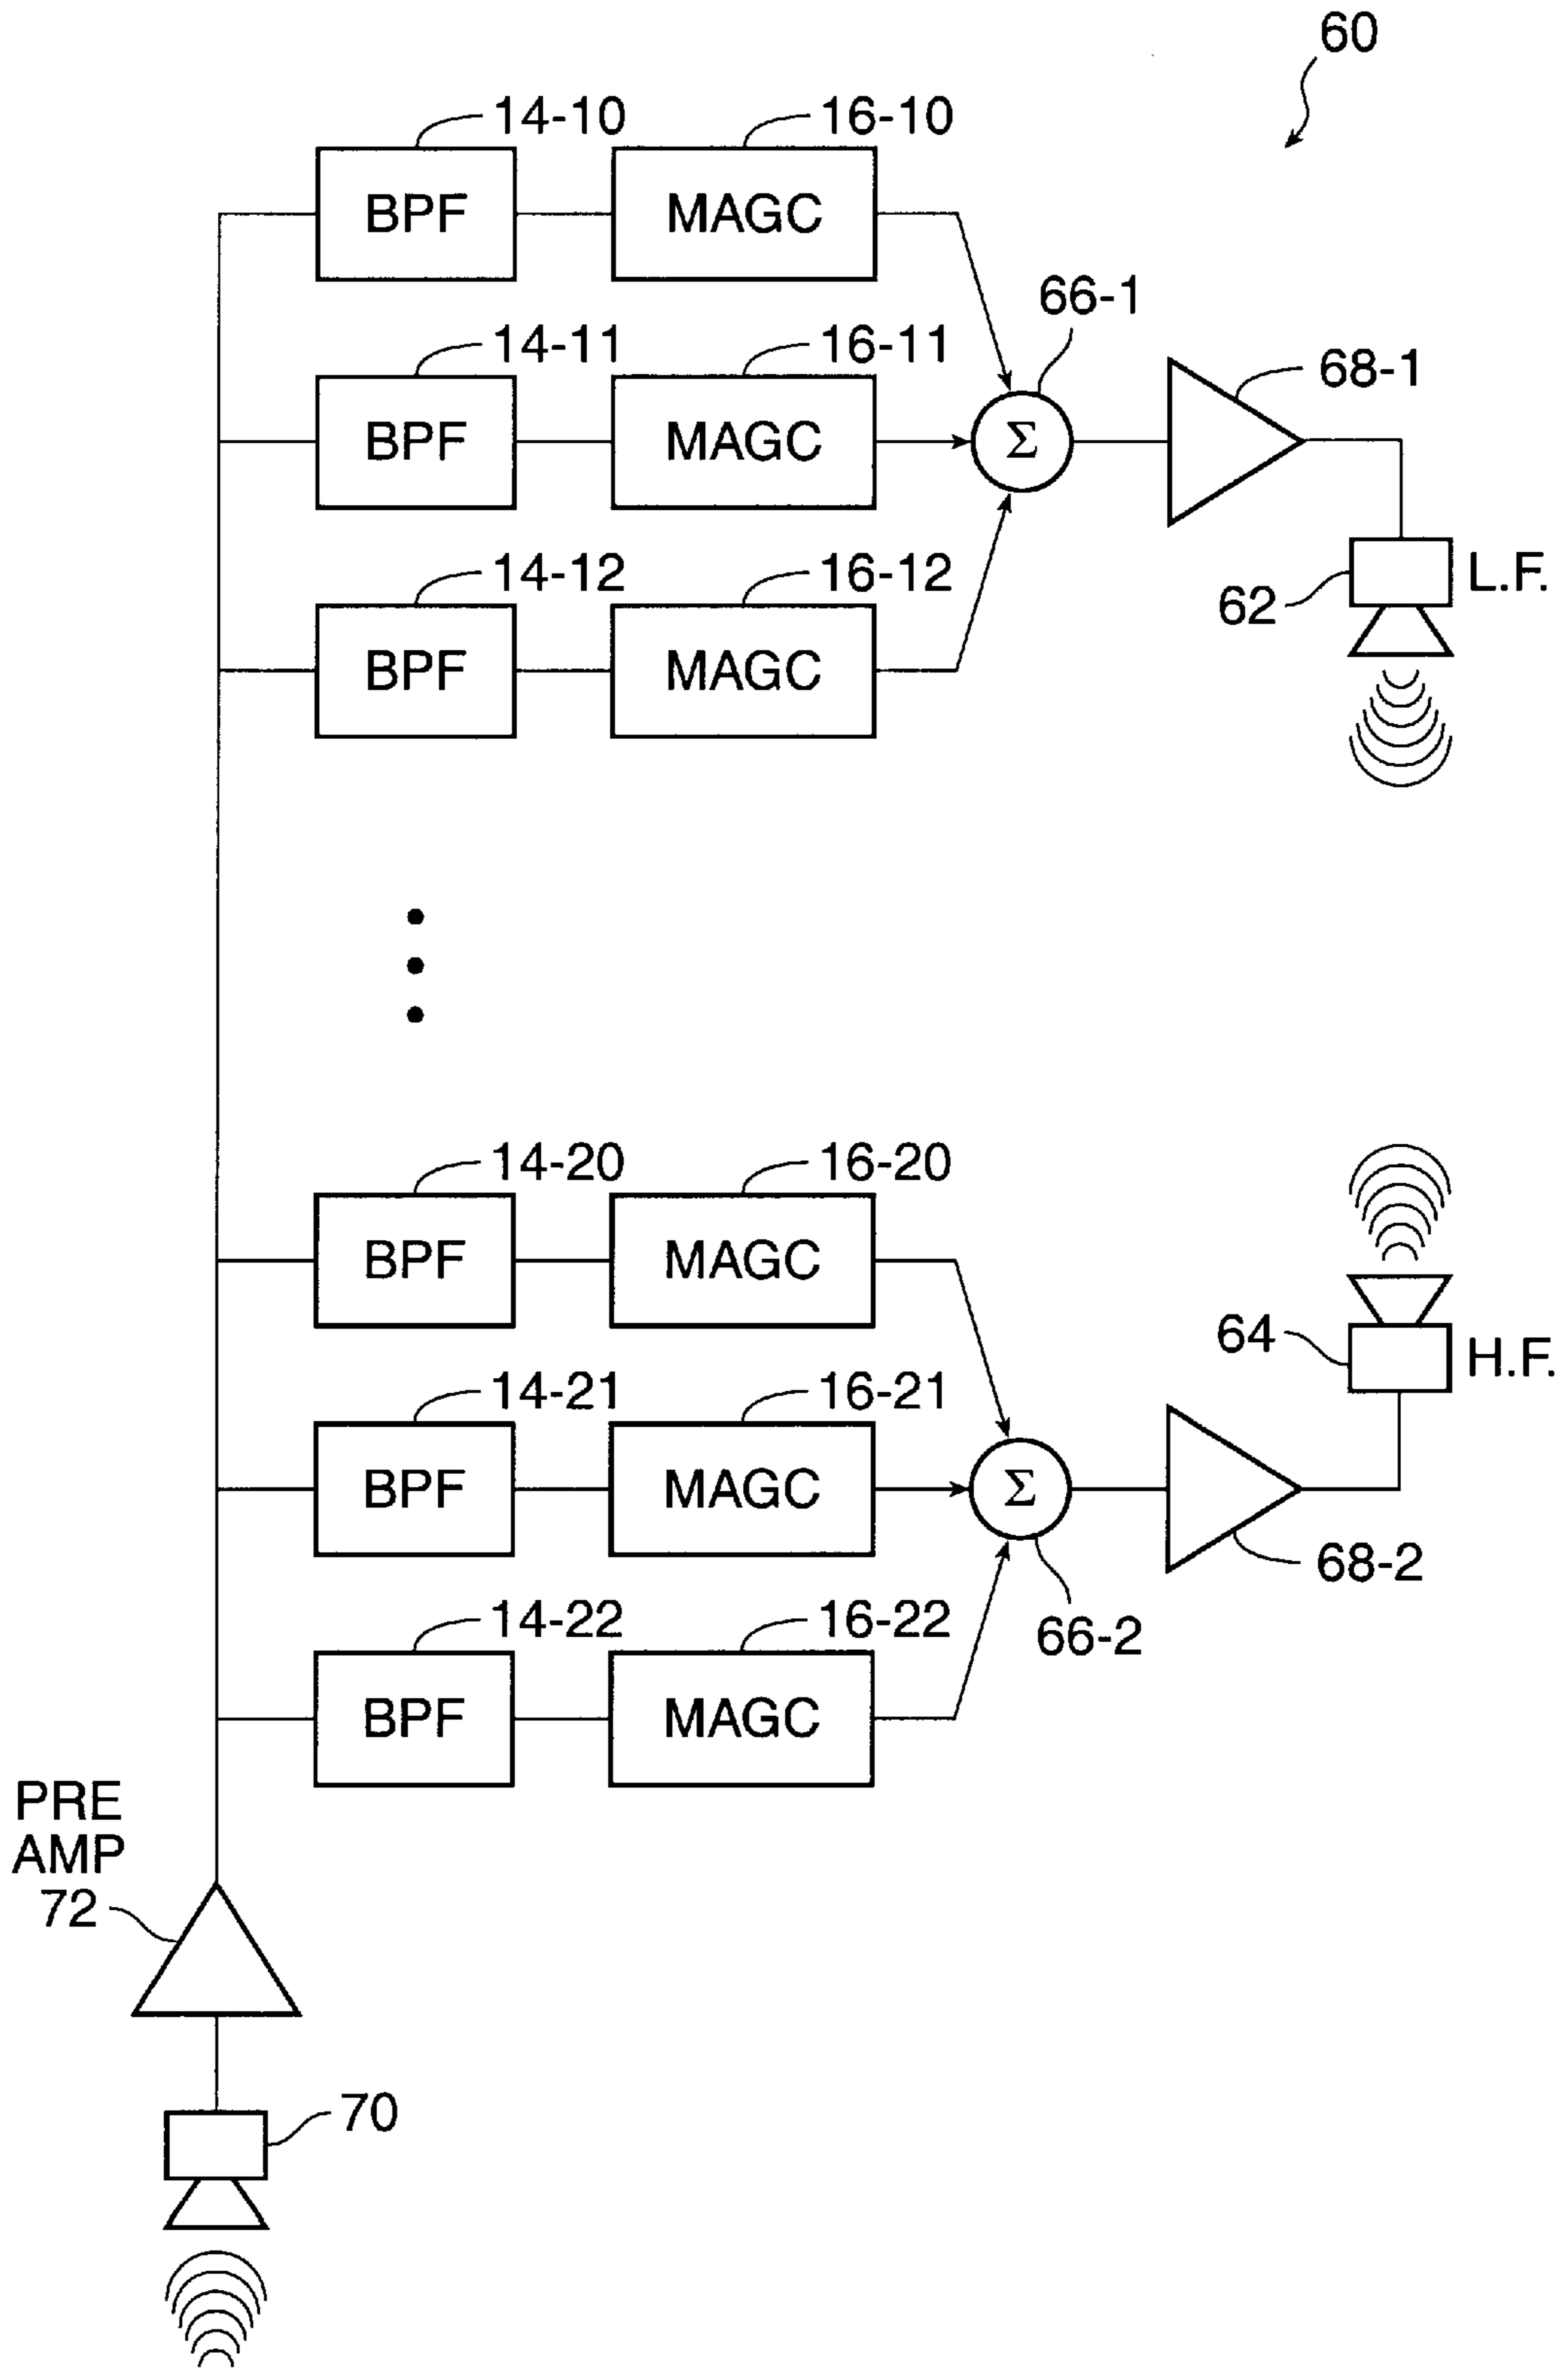 60
14-10 16-10
BPF MAGC
66-1
14-11 16-11 68-1
BPF MAGC Σ
14-12 16-12 62 L.F.
BPF MAGC
14-20 16-20
BPF MAGC
64 H.F.
14-21 16-21
BPF MAGC Σ
68-2
14-22 16-22 66-2
BPF MAGC
PRE
AMP
72
70